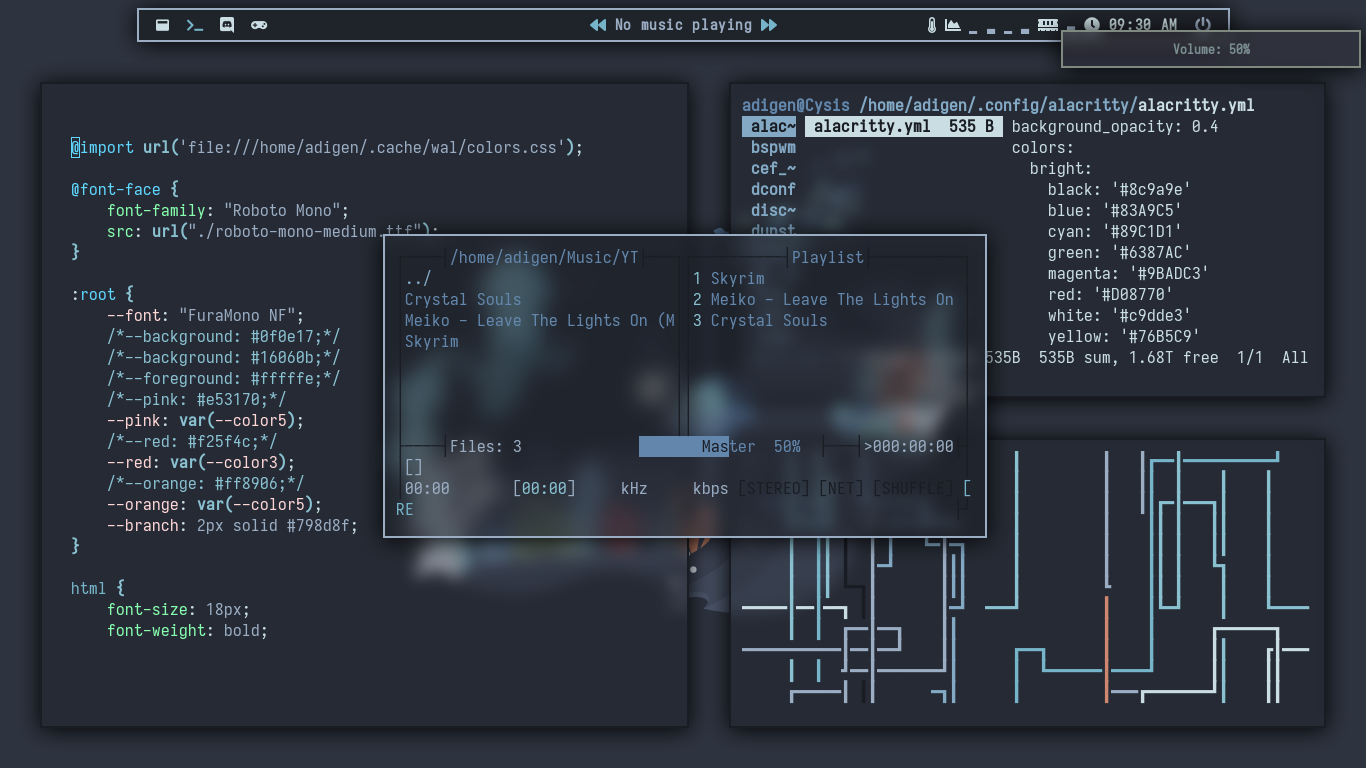 No music playing
09:30 AM
Volume: 50%
@import url('file:///home/adigen/.cache/wal/colors.css');
@font-face {
font-family: "Roboto Mono";
src: url("./roboto-mono-medium.ttf");
}
:root {
--font: "FuraMono NF";
/*--background: #0f0e17;*/
/*--background: #16060b;*/
/*--foreground: #fffffe;*/
/*--pink: #e53170;*/
--pink: var(--color5);
/*--red: #f25f4c;*/
--red: var(--color3);
/*--orange: #ff8906;*/
--orange: var(--color5);
--branch: 2px solid #798d8f;
}
html {
font-size: 18px;
font-weight: bold;
adigen@Cysis /home/adigen/.config/alacritty/alacritty.yml
alac~ alacritty.yml 535 B background_opacity: 0.4
bspwm colors:
cef_~ bright:
dconf black: '#8c9a9e'
disc~ blue: '#83A9C5'
dunst cyan: '#89C1D1'
green: '#6387AC'
magenta: '#9BADC3'
red: '#D08770'
white: '#c9dde3'
yellow: '#76B5C9'
535B 535B sum, 1.68T free 1/1 All
/home/adigen/Music/YT
../
Crystal Souls
Meiko - Leave The Lights On (M
Skyrim
Playlist
1 Skyrim
2 Meiko - Leave The Lights On
3 Crystal Souls
Files: 3 Master 50% >000:00:00
[]
00:00 [00:00] kHz kbps [STEREO] [NET] [SHUFFLE] [
RE